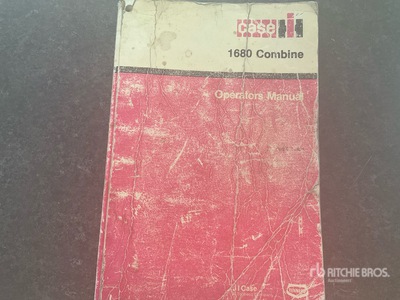 case IH
1680 Combine
Operators Manual
J I Case
RITCHIE BROS.